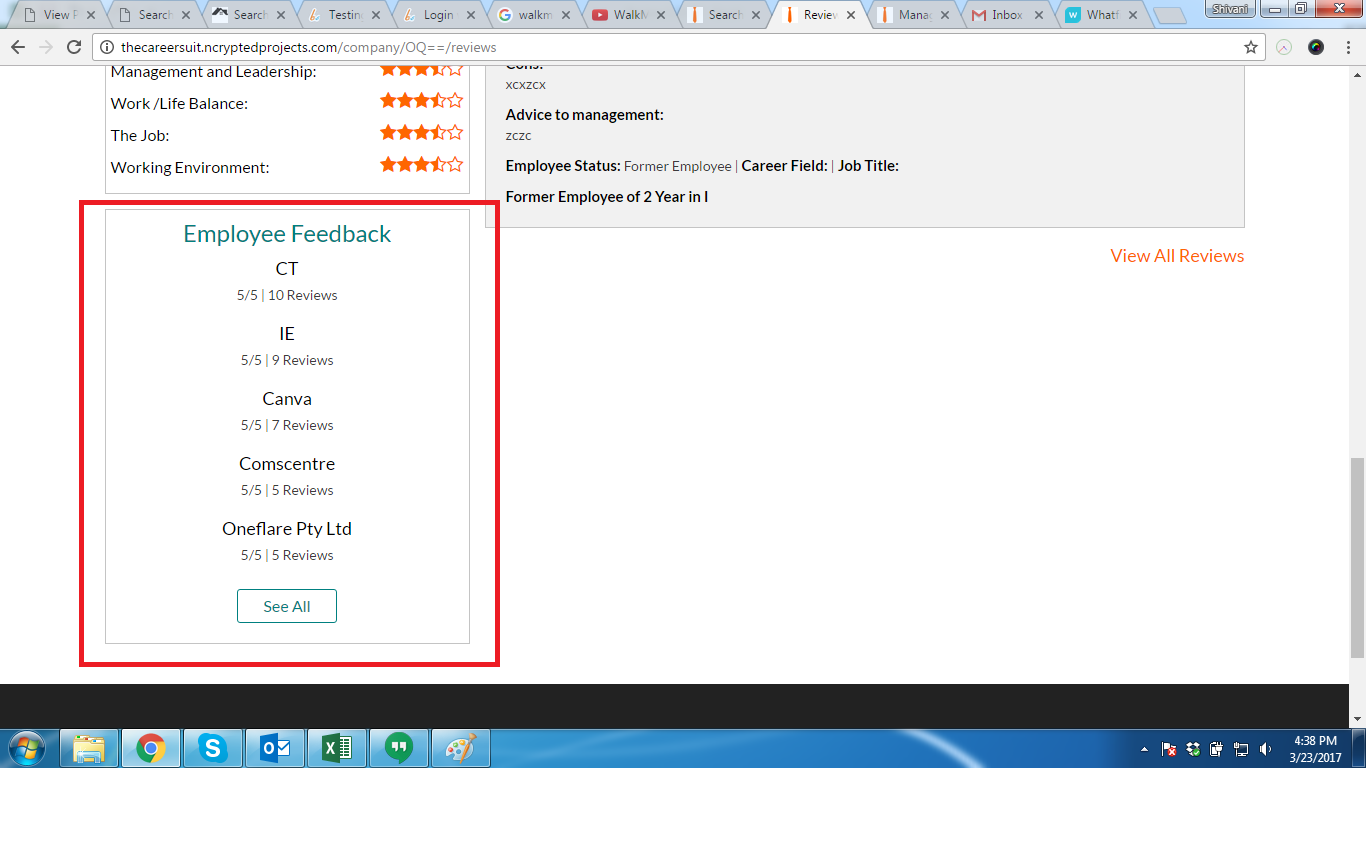 View P
Search
Search
Testing
Login
walkm
WalkM
Search
Review
Manag
Inbox
Whatf
Shivani
thecareersuit.ncryptedprojects.com/company/OQ==/reviews
Management and Leadership:
Work /Life Balance:
The Job:
Working Environment:
Cons:
xcxzcx
Advice to management:
zczc
Employee Status: Former Employee | Career Field: | Job Title:
Former Employee of 2 Year in I
View All Reviews
Employee Feedback
CT
5/5 | 10 Reviews
IE
5/5 | 9 Reviews
Canva
5/5 | 7 Reviews
Comscentre
5/5 | 5 Reviews
Oneflare Pty Ltd
5/5 | 5 Reviews
See All
4:38 PM
3/23/2017